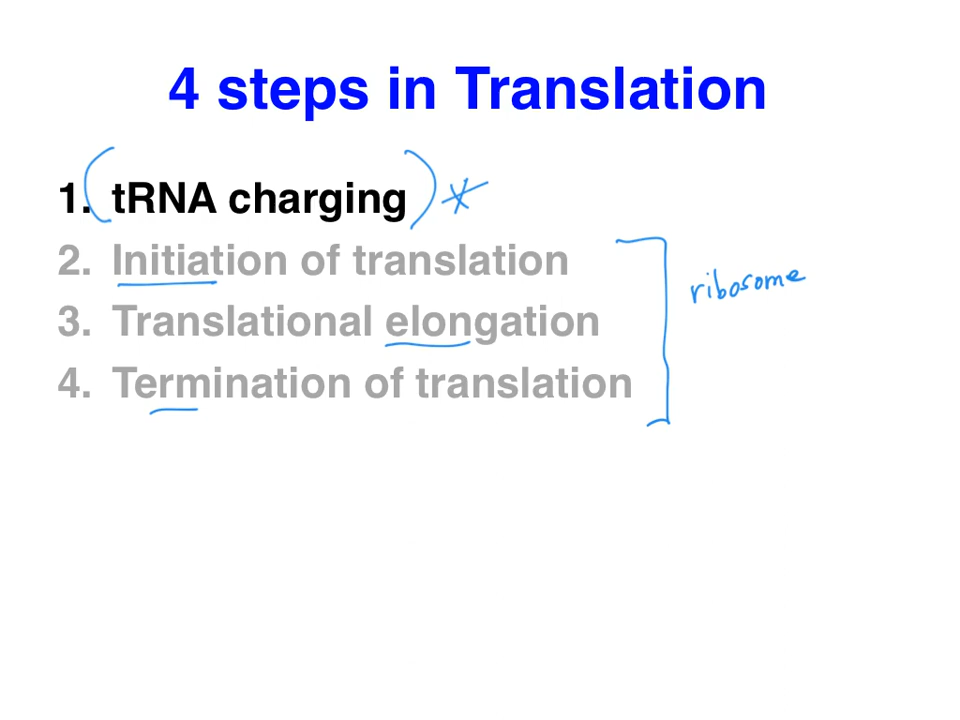 4 steps in Translation
1. (tRNA charging) *
2. Initiation of translation
ribosome
3. Translational elongation
4. Termination of translation